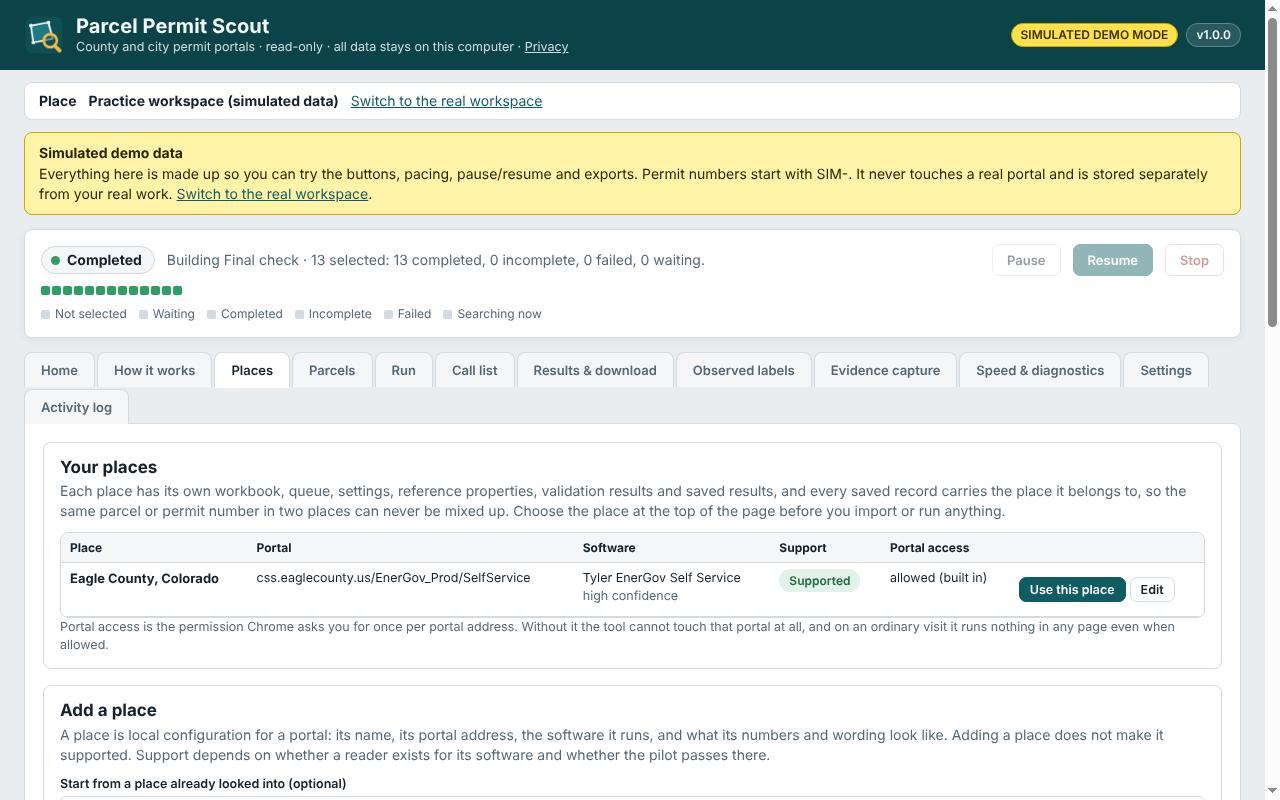 Parcel Permit Scout
County and city permit portals · read-only · all data stays on this computer · Privacy
SIMULATED DEMO MODE
v1.0.0
Place Practice workspace (simulated data) Switch to the real workspace
Simulated demo data
Everything here is made up so you can try the buttons, pacing, pause/resume and exports. Permit numbers start with SIM-. It never touches a real portal and is stored separately
from your real work. Switch to the real workspace.
Completed
Building Final check · 13 selected: 13 completed, 0 incomplete, 0 failed, 0 waiting.
Pause Resume Stop
Not selected Waiting Completed Incomplete Failed Searching now
Home How it works Places Parcels Run Call list Results & download Observed labels Evidence capture Speed & diagnostics Settings
Activity log
Your places
Each place has its own workbook, queue, settings, reference properties, validation results and saved results, and every saved record carries the place it belongs to, so the
same parcel or permit number in two places can never be mixed up. Choose the place at the top of the page before you import or run anything.
Place Portal Software Support Portal access
Eagle County, Colorado css.eaglecounty.us/EnerGov_Prod/SelfService Tyler EnerGov Self Service Supported allowed (built in) Use this place Edit
high confidence
Portal access is the permission Chrome asks you for once per portal address. Without it the tool cannot touch that portal at all, and on an ordinary visit it runs nothing in any page even when
allowed.
Add a place
A place is local configuration for a portal: its name, its portal address, the software it runs, and what its numbers and wording look like. Adding a place does not make it
supported. Support depends on whether a reader exists for its software and whether the pilot passes there.
Start from a place already looked into (optional)